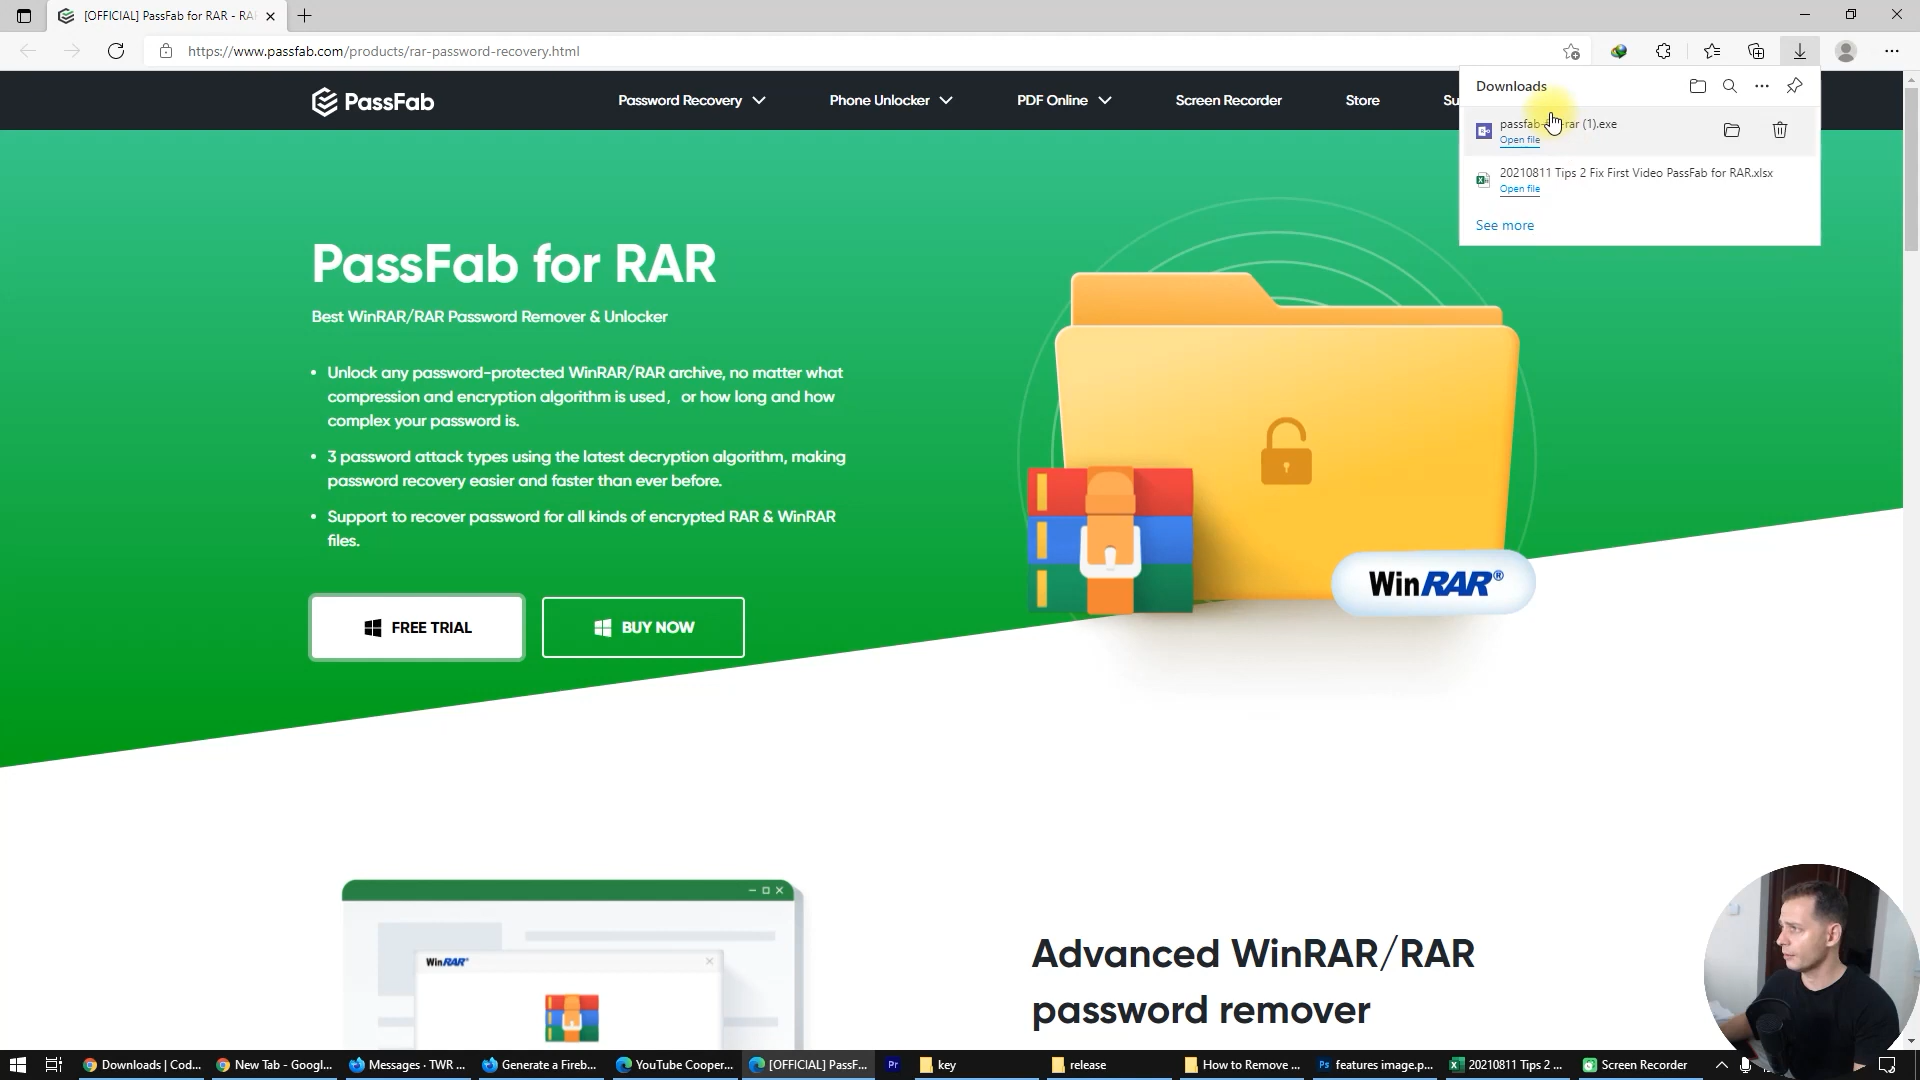 [OFFICIAL] PassFab for RAR - RA
https://www.passfab.com/products/rar-password-recovery.html
PassFab
Password Recovery
Phone Unlocker
PDF Online
Screen Recorder
Store
Su
Downloads
passfab- rar (1).exe
Open file
20210811 Tips 2 Fix First Video PassFab for RAR.xlsx
Open file
See more
PassFab for RAR
Best WinRAR/RAR Password Remover & Unlocker
• Unlock any password-protected WinRAR/RAR archive, no matter what
compression and encryption algorithm is used，or how long and how
complex your password is.
• 3 password attack types using the latest decryption algorithm, making
password recovery easier and faster than ever before.
• Support to recover password for all kinds of encrypted RAR & WinRAR
files.
FREE TRIAL
BUY NOW
WinRAR®
WinRAR®
Advanced WinRAR/RAR
password remover
Downloads | Cod...
New Tab - Googl...
Messages · TWR ...
Generate a Fireb...
YouTube Cooper...
[OFFICIAL] PassF...
Pr
key
release
How to Remove ...
Ps
features image.p...
20210811 Tips 2 ...
Screen Recorder